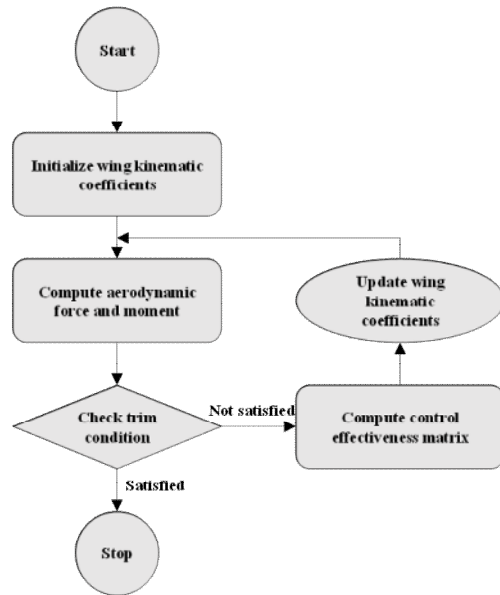 Start
Initialize wing kinematic
coefficients
Compute aerodynamic
force and moment
Update wing
kinematic
coefficients
Check trim
condition
Not satisfied
Compute control
effectiveness matrix
Satisfied
Stop